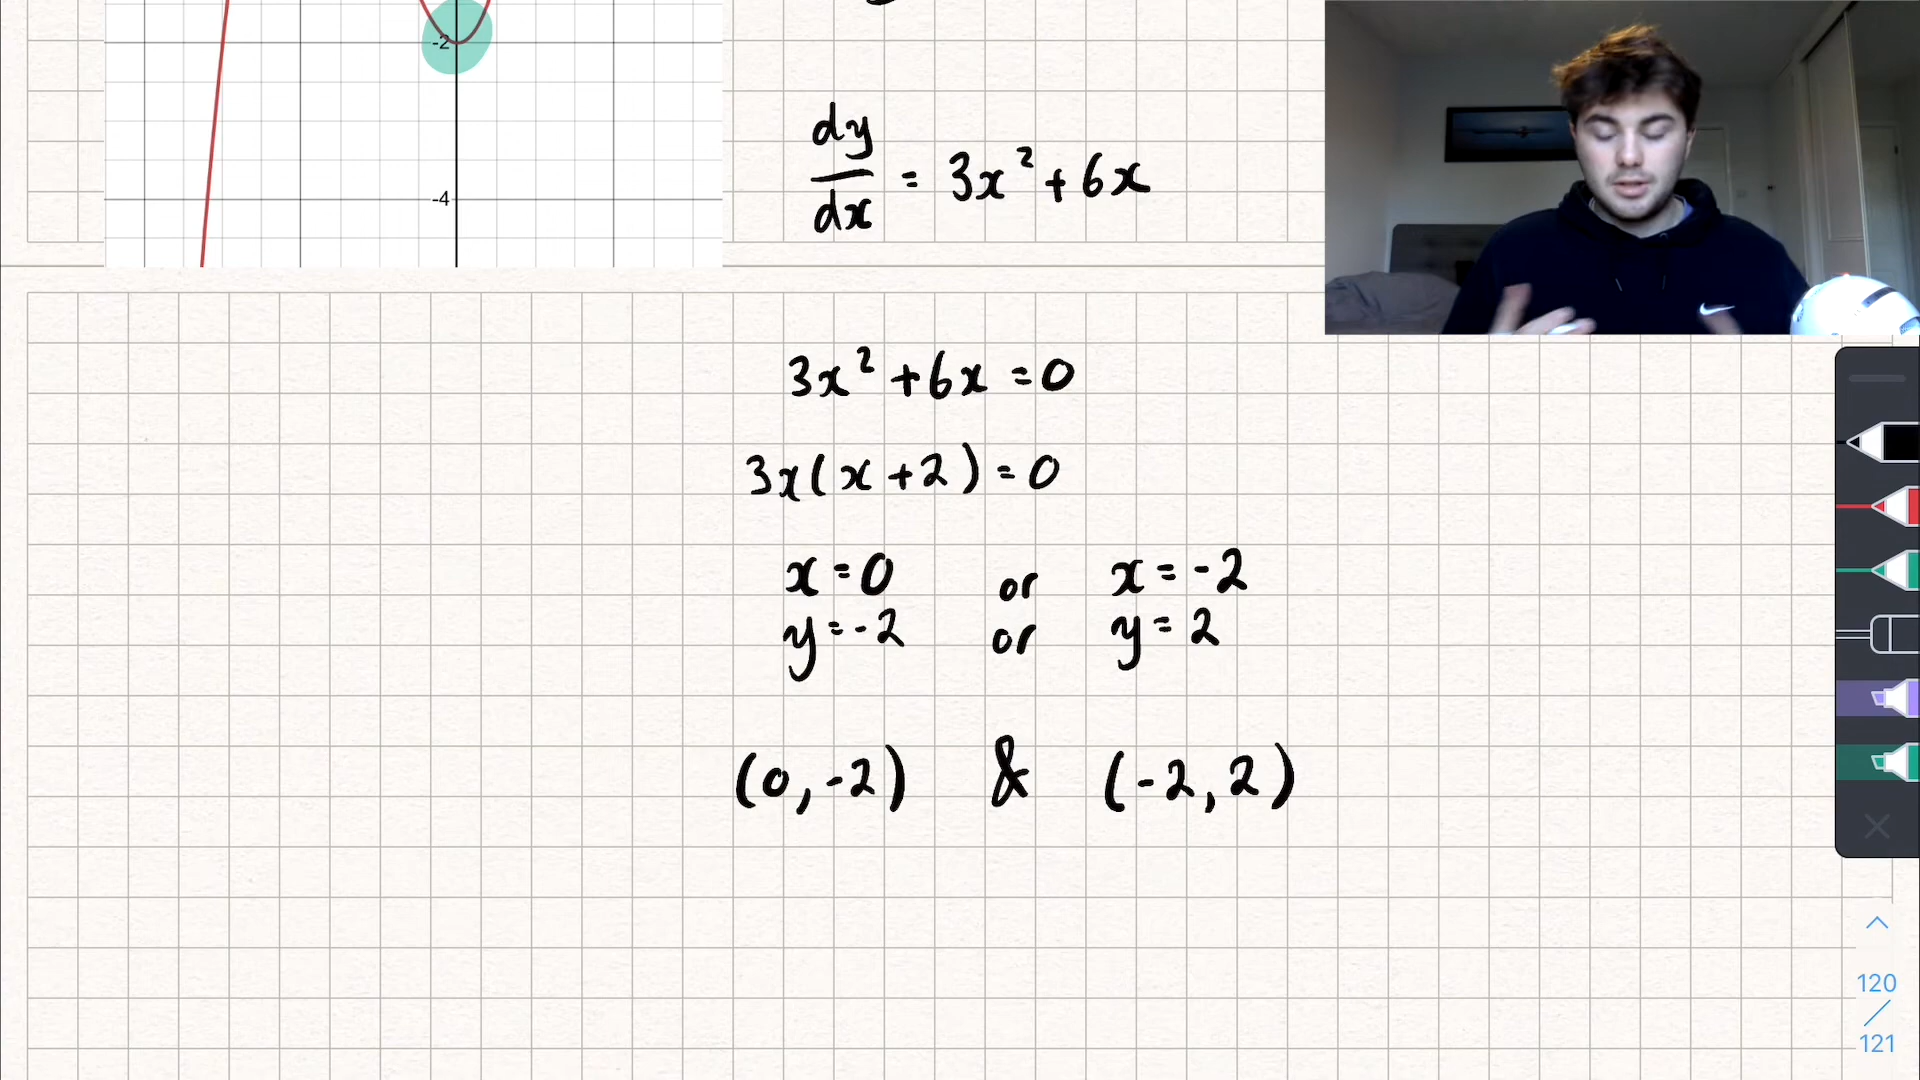 -2
-4
dy/dx = 3x² + 6x
3x² + 6x = 0
3x(x + 2) = 0
x = 0 or x = -2
y = -2 or y = 2
(0, -2) & (-2, 2)
120
/
121